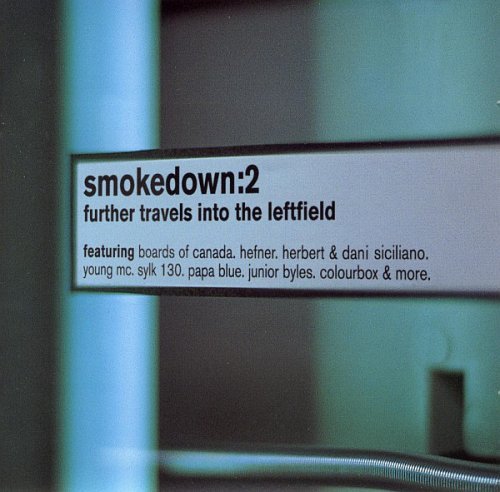 smokedown:2
further travels into the leftfield
featuring boards of canada. hefner. herbert & dani siciliano.
young mc. sylk 130. papa blue. junior byles. colourbox & more.